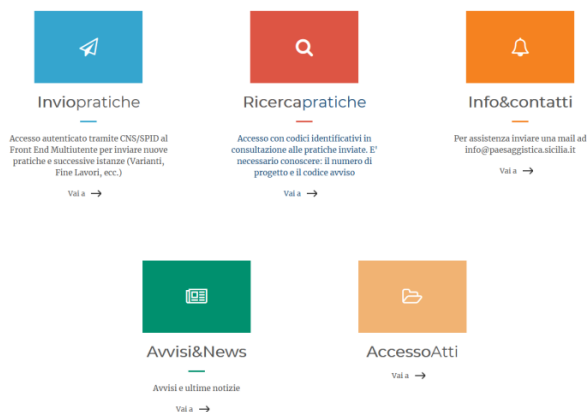 Inviopratiche
Accesso autenticato tramite CNS/SPID al
Front End Multiutente per inviare nuove
pratiche e successive istanze (Varianti,
Fine Lavori, ecc.)
Vai a →
Ricercapratiche
Accesso con codici identificativi in
consultazione alle pratiche inviate. E'
necessario conoscere: il numero di
progetto e il codice avviso
Vai a →
Info&contatti
Per assistenza inviare una mail ad
info@paesaggistica.sicilia.it
Vai a →
Avvisi&News
Avvisi e ultime notizie
Vai a →
AccessoAtti
Vai a →